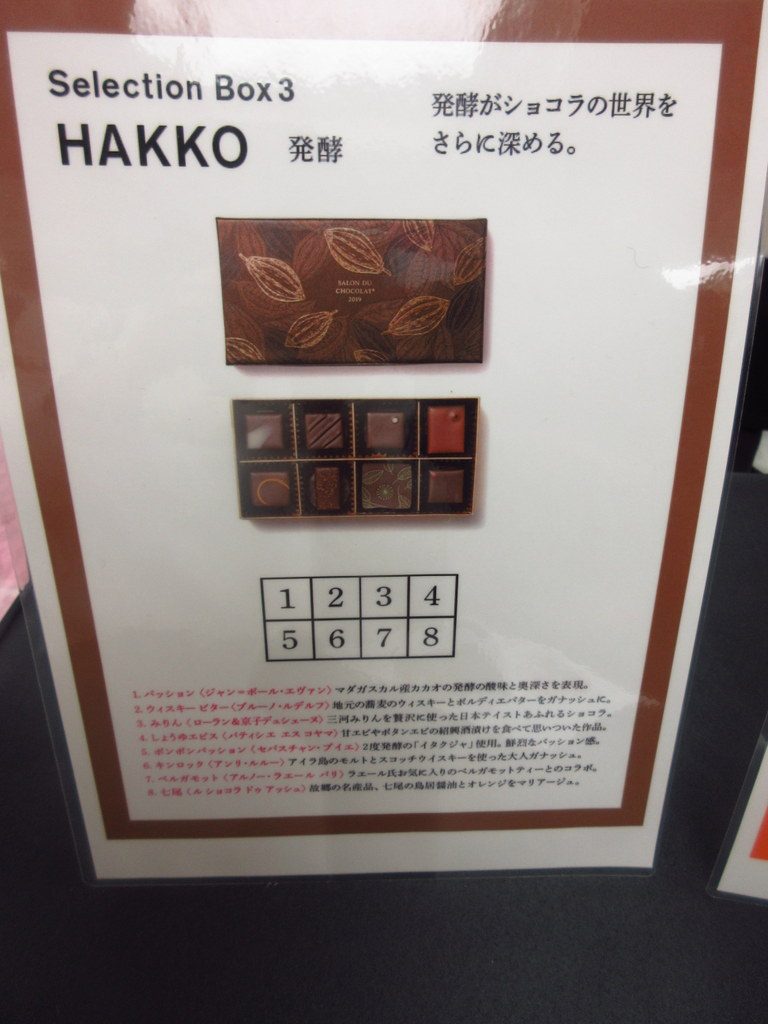 Selection Box 3
HAKKO 発酵
発酵がショコラの世界を
さらに深める。
SALON DU
CHOCOLAT
2019
1 2 3 4
5 6 7 8
1. パッション（ジャン＝ポール・エヴァン）マダガスカル産カカオの発酵の酸味と奥深さを表現。
2. ウィスキー ビター（ブルーノ・ルデルフ）地元の蕎麦のウィスキーとボルディエバターをガナッシュに。
3. みりん（ローラン＆京子デュシェーヌ）三河みりんを贅沢に使った日本テイストあふれるショコラ。
4. しょうゆエビス（パティシエ エス コヤマ）甘エビやボタンエビの紹興酒漬けを食べて思いついた作品。
5. ボンボンパッション（セバスチャン・ブイエ）2度発酵の「イタクジャ」使用。鮮烈なパッション感。
6. キンロック（アンリ・ルルー）アイラ島のモルトとスコッチウイスキーを使った大人ガナッシュ。
7. ベルガモット（アルノー・ラエール パリ）ラエール氏お気に入りのベルガモットティーとのコラボ。
8. 七尾（ル ショコラ ドゥ アッシュ）故郷の名産品、七尾の鳥居醤油とオレンジをマリアージュ。